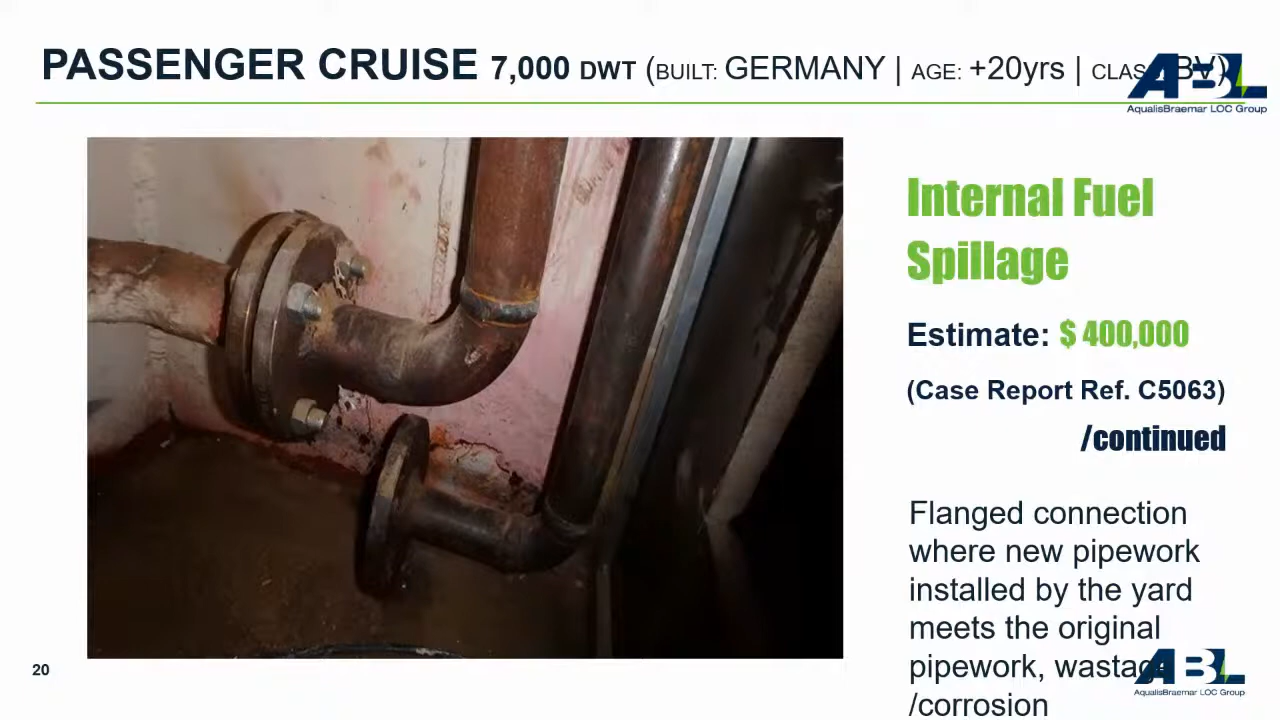 PASSENGER CRUISE 7,000 DWT (BUILT: GERMANY | AGE: +20yrs | CLASS: BV)
ABL
AqualisBraemar LOC Group
Internal Fuel
Spillage
Estimate: $ 400,000
(Case Report Ref. C5063)
/continued
Flanged connection
where new pipework
installed by the yard
meets the original
pipework, wastage
/corrosion
20
ABL
AqualisBraemar LOC Group